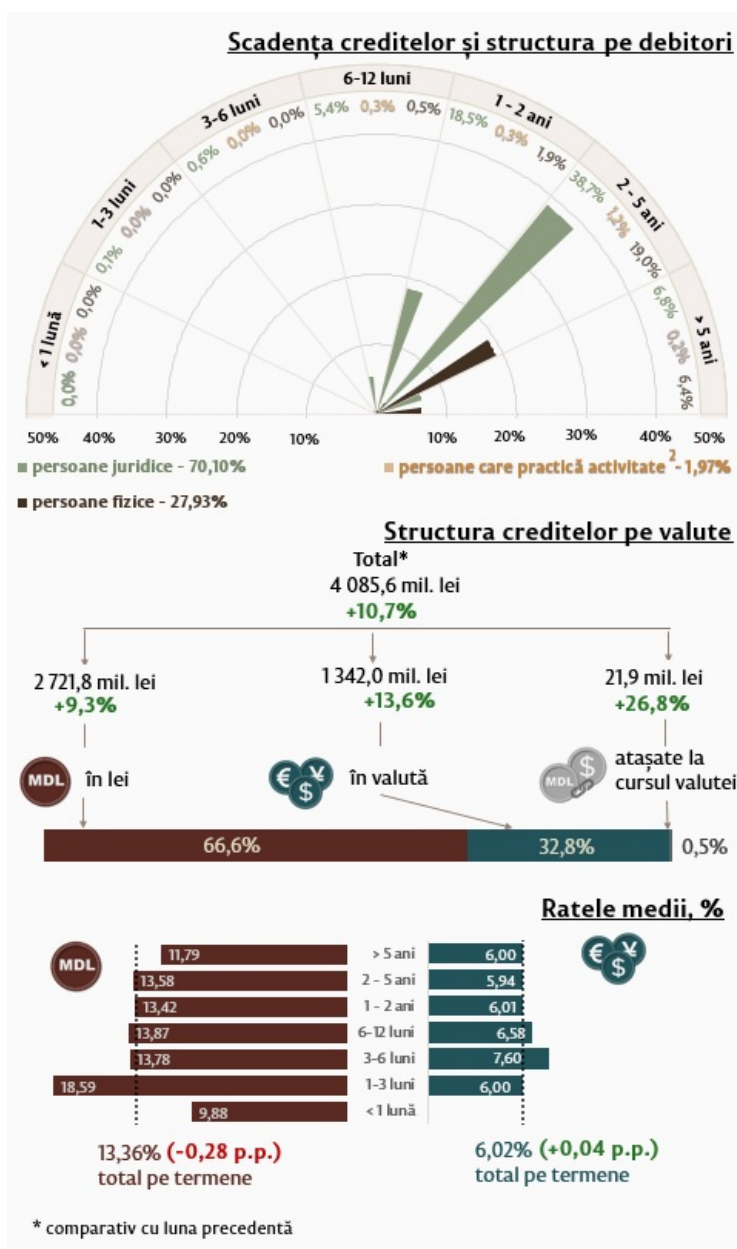 Scadența creditelor și structura pe debitori
< 1 lună
1-3 luni
3-6 luni
6-12 luni
1 - 2 ani
2 - 5 ani
> 5 ani
0,0% 0,0% 0,0%
0,1% 0,0% 0,0%
0,6% 0,0% 0,0%
5,4% 0,3% 0,5%
18,5% 0,3% 1,9%
38,7% 1,2% 19,0%
6,8% 0,2% 6,4%
50% 40% 30% 20% 10% 10% 20% 30% 40% 50%
persoane juridice - 70,10%
persoane care practică activitate 2 - 1,97%
persoane fizice - 27,93%
Structura creditelor pe valute
Total*
4 085,6 mil. lei
+10,7%
2 721,8 mil. lei
+9,3%
1 342,0 mil. lei
+13,6%
21,9 mil. lei
+26,8%
MDL în lei
€ ¥ $ în valută
MDL $ atașate la
cursul valutei
66,6% 32,8% 0,5%
Ratele medii, %
MDL
€ ¥ $
11,79 > 5 ani 6,00
13,58 2 - 5 ani 5,94
13,42 1 - 2 ani 6,01
13,87 6-12 luni 6,58
13,78 3-6 luni 7,60
18,59 1-3 luni 6,00
9,88 < 1 lună
13,36% (-0,28 p.p.)
total pe termene
6,02% (+0,04 p.p.)
total pe termene
* comparativ cu luna precedentă